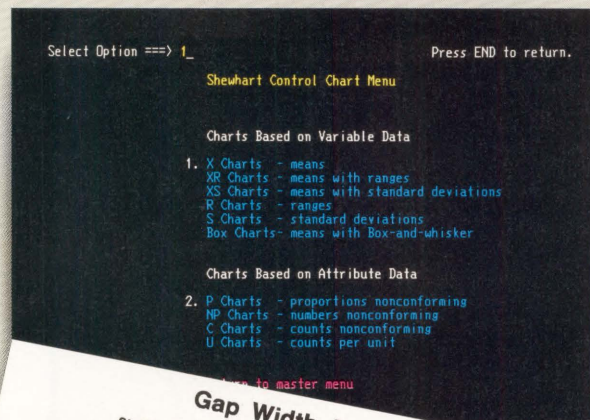 Select Option ===> 1_ Press END to return.
Shewhart Control Chart Menu
Charts Based on Variable Data
1. X Charts - means
XR Charts - means with ranges
XS Charts - means with standard deviations
R Charts - ranges
S Charts - standard deviations
Box Charts- means with Box-and-whisker
Charts Based on Attribute Data
2. P Charts - proportions nonconforming
NP Charts - numbers nonconforming
C Charts - counts nonconforming
U Charts - counts per unit
to master menu
Gap